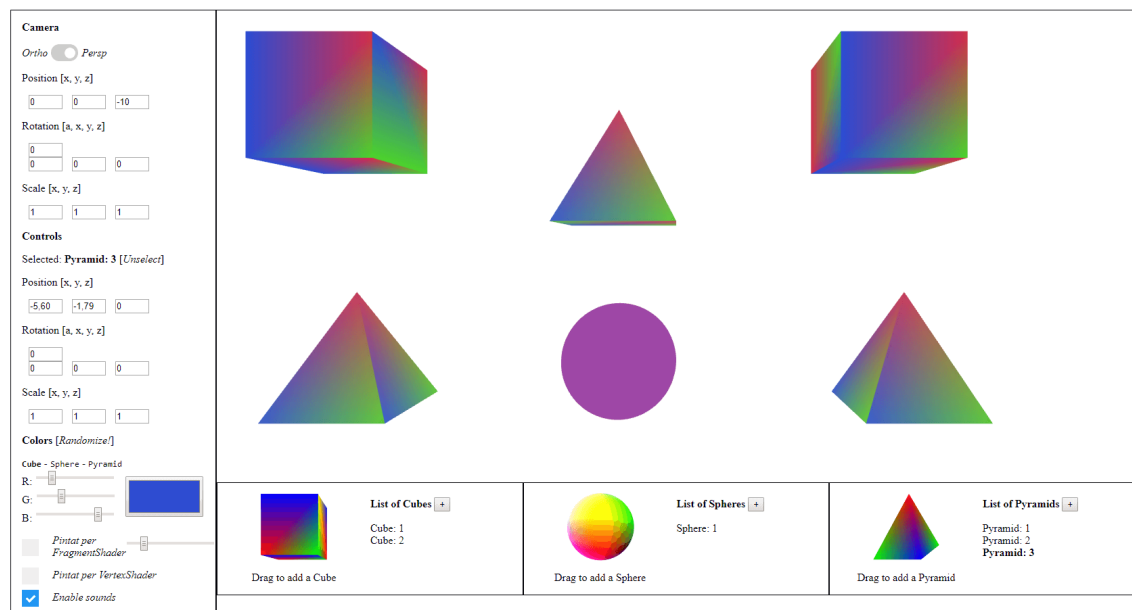 Camera
Ortho Persp
Position [x, y, z]
0 0 -10
Rotation [a, x, y, z]
0
0 0 0
Scale [x, y, z]
1 1 1
Controls
Selected: Pyramid: 3 [Unselect]
Position [x, y, z]
-5,60 -1,79 0
Rotation [a, x, y, z]
0
0 0 0
Scale [x, y, z]
1 1 1
Colors [Randomize!]
Cube - Sphere - Pyramid
R:
G:
B:
Pintat per
FragmentShader
Pintat per VertexShader
Enable sounds
Drag to add a Cube
List of Cubes +
Cube: 1
Cube: 2
Drag to add a Sphere
List of Spheres +
Sphere: 1
Drag to add a Pyramid
List of Pyramids +
Pyramid: 1
Pyramid: 2
Pyramid: 3